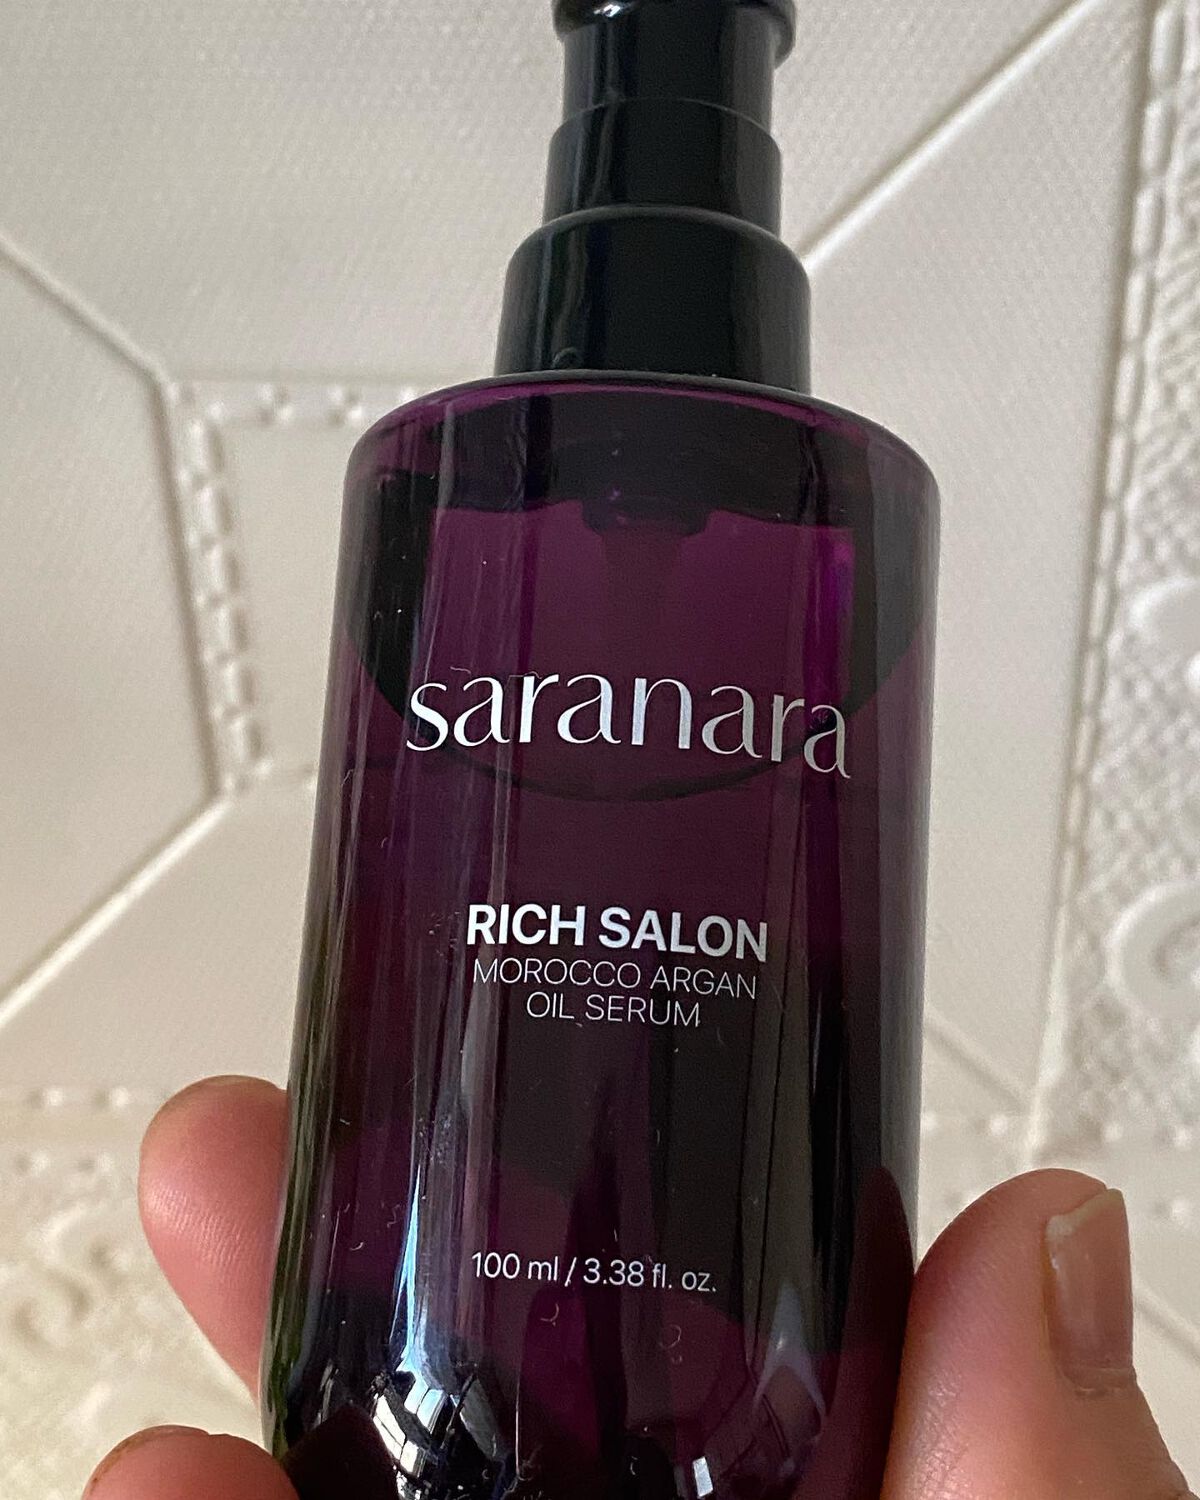 saranara
RICH SALON
MOROCCO ARGAN
OIL SERUM
100 ml / 3.38 fl. oz.